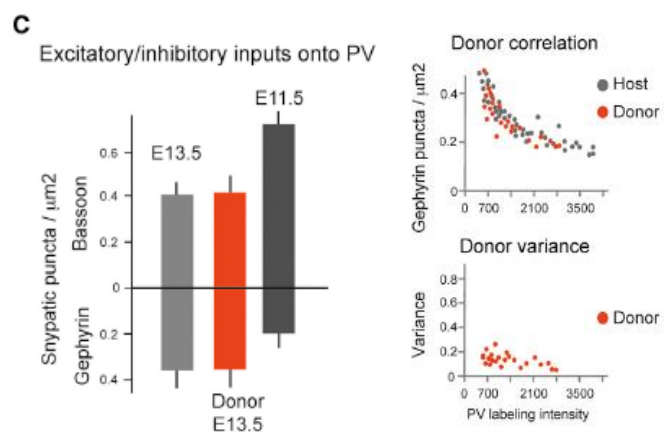 C
Excitatory/inhibitory inputs onto PV
E11.5
E13.5
Snypatic puncta / μm2
Bassoon
Gephyrin
0.6
0.4
0.2
0
0.2
0.4
Donor
E13.5
Donor correlation
Gephyrin puncta / μm2
0.4
0.2
0
0 700 2100 3500
Host
Donor
Donor variance
Variance
0.8
0.6
0.4
0.2
0
0 700 2100 3500
PV labeling intensity
Donor